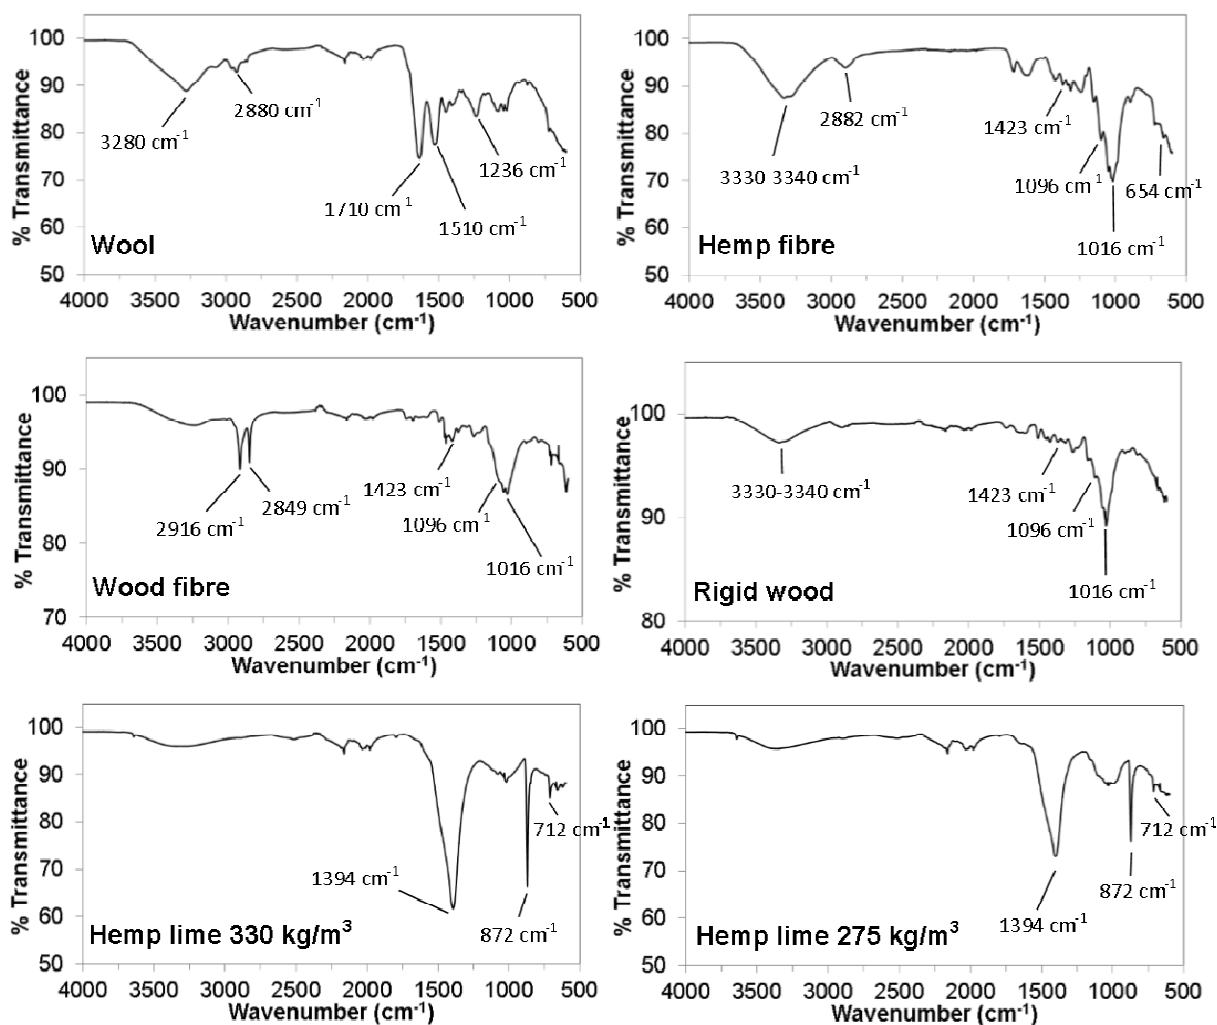 100
90
80
70
60
50
% Transmittance
3280 cm-1
2880 cm-1
1710 cm-1
1510 cm-1
1236 cm-1
Wool
4000 3500 3000 2500 2000 1500 1000 500
Wavenumber (cm-1)
100
90
80
70
60
50
% Transmittance
3330-3340 cm-1
2882 cm-1
1423 cm-1
1096 cm-1
654 cm-1
1016 cm-1
Hemp fibre
4000 3500 3000 2500 2000 1500 1000 500
Wavenumber (cm-1)
100
90
80
70
% Transmittance
2916 cm-1
2849 cm-1
1423 cm-1
1096 cm-1
1016 cm-1
Wood fibre
4000 3500 3000 2500 2000 1500 1000 500
Wavenumber (cm-1)
100
90
80
% Transmittance
3330-3340 cm-1
1423 cm-1
1096 cm-1
1016 cm-1
Rigid wood
4000 3500 3000 2500 2000 1500 1000 500
Wavenumber (cm-1)
100
90
80
70
60
50
% Transmittance
712 cm-1
1394 cm-1
872 cm-1
Hemp lime 330 kg/m3
4000 3500 3000 2500 2000 1500 1000 500
Wavenumber (cm-1)
100
90
80
70
60
50
% Transmittance
712 cm-1
872 cm-1
1394 cm-1
Hemp lime 275 kg/m3
4000 3500 3000 2500 2000 1500 1000 500
Wavenumber (cm-1)